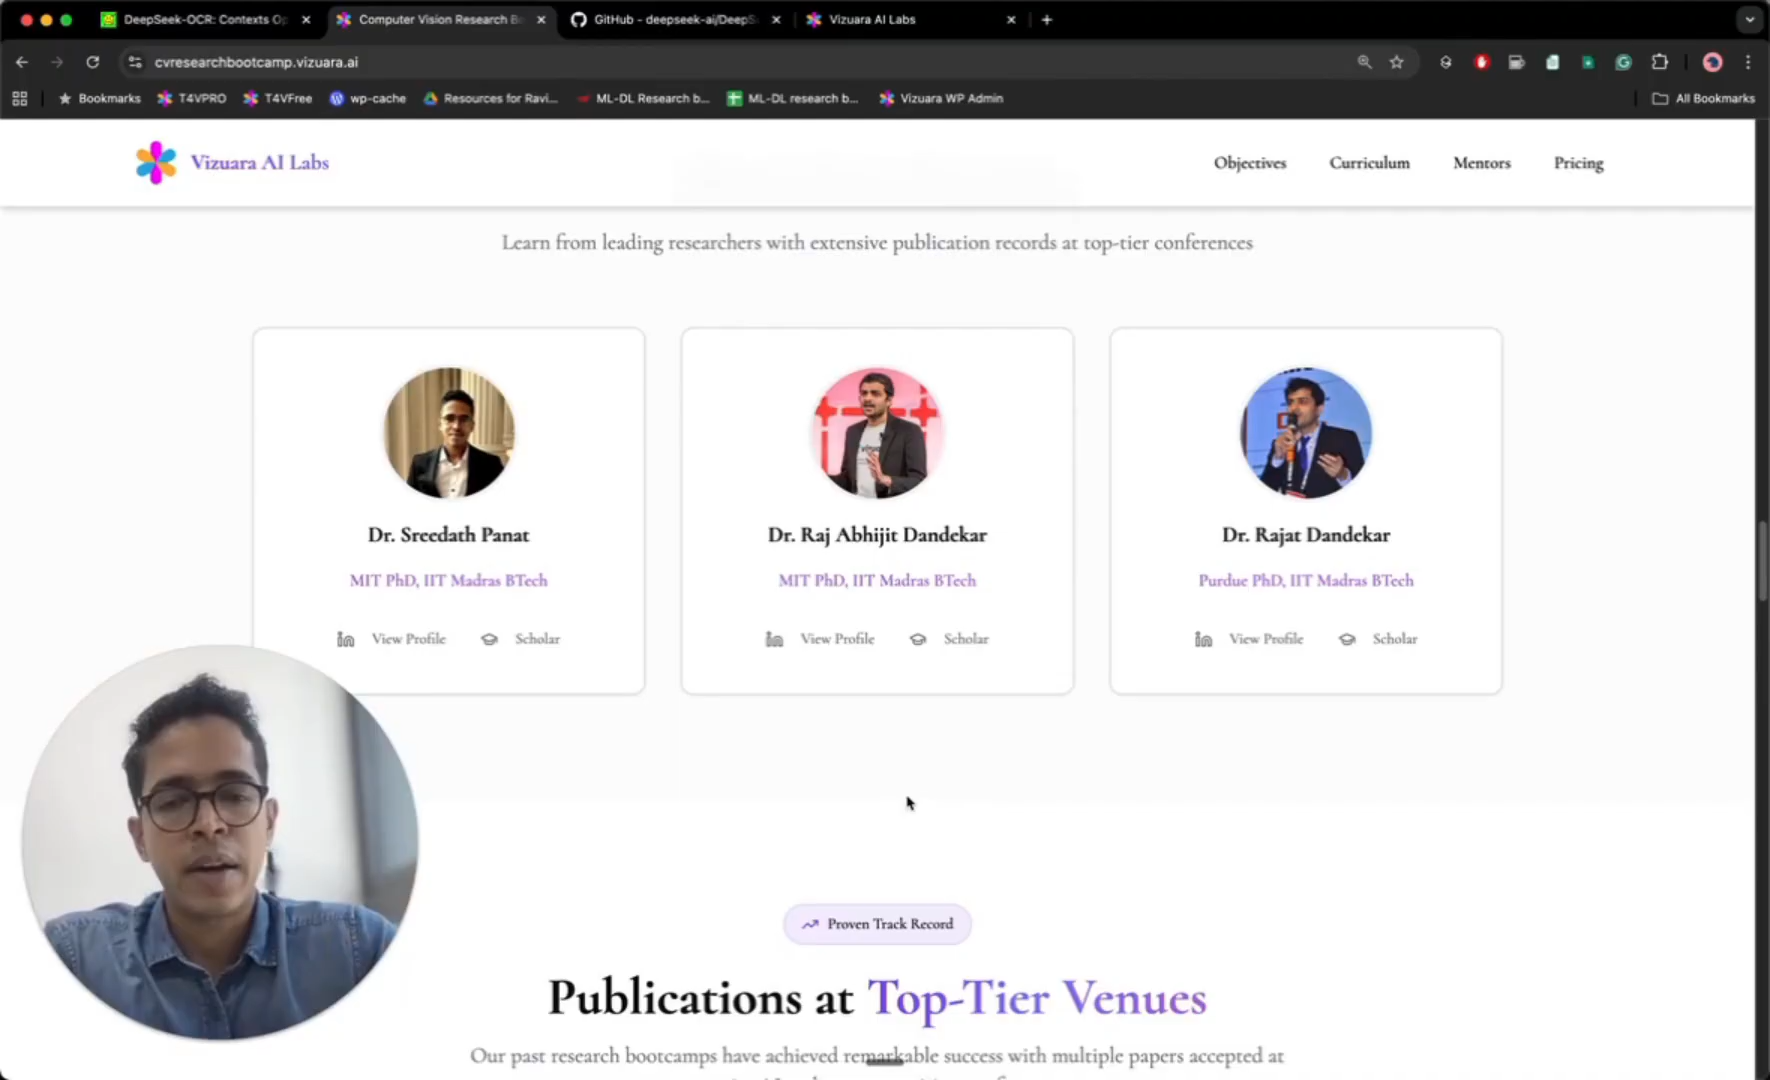 DeepSeek-OCR: Contexts Op
Computer Vision Research Bo
GitHub - deepseek-ai/DeepS
Vizuara AI Labs
cvresearchbootcamp.vizuara.ai
Bookmarks
T4VPRO
T4VFree
wp-cache
Resources for Ravi...
ML-DL Research b...
ML-DL research b...
Vizuara WP Admin
All Bookmarks
Vizuara AI Labs
Objectives
Curriculum
Mentors
Pricing
Learn from leading researchers with extensive publication records at top-tier conferences
Dr. Sreedath Panat
MIT PhD, IIT Madras BTech
View Profile
Scholar
Dr. Raj Abhijit Dandekar
MIT PhD, IIT Madras BTech
View Profile
Scholar
Dr. Rajat Dandekar
Purdue PhD, IIT Madras BTech
View Profile
Scholar
Proven Track Record
Publications at Top-Tier Venues
Our past research bootcamps have achieved remarkable success with multiple papers accepted at